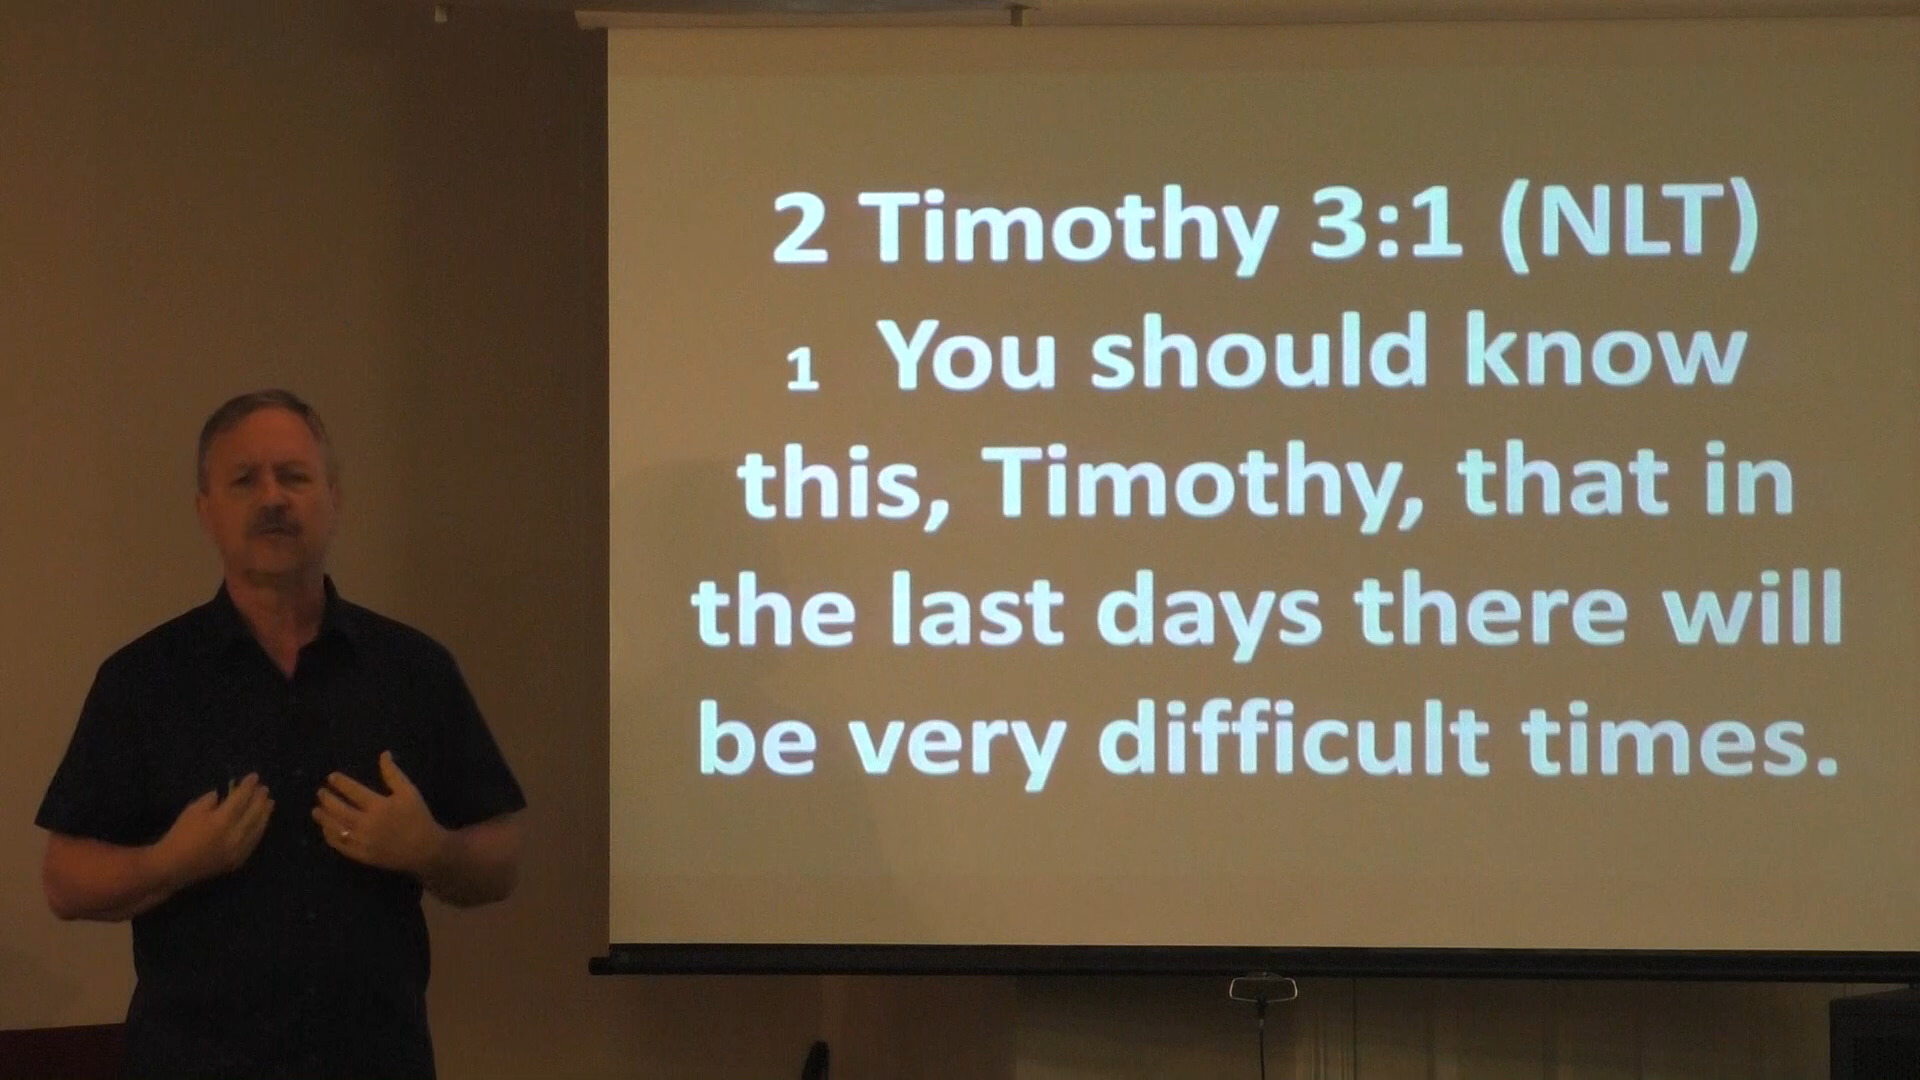 2 Timothy 3:1 (NLT)
1 You should know
this, Timothy, that in
the last days there will
be very difficult times.